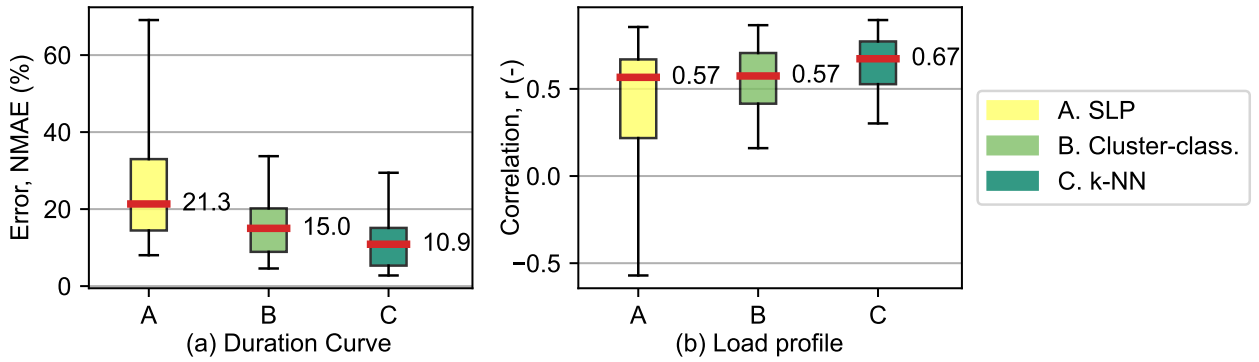 Error, NMAE (%)
60
40
20
0
21.3
15.0
10.9
A B C
(a) Duration Curve
Correlation, r (-)
0.5
0.0
−0.5
0.57
0.57
0.67
A B C
(b) Load profile
A. SLP
B. Cluster-class.
C. k-NN